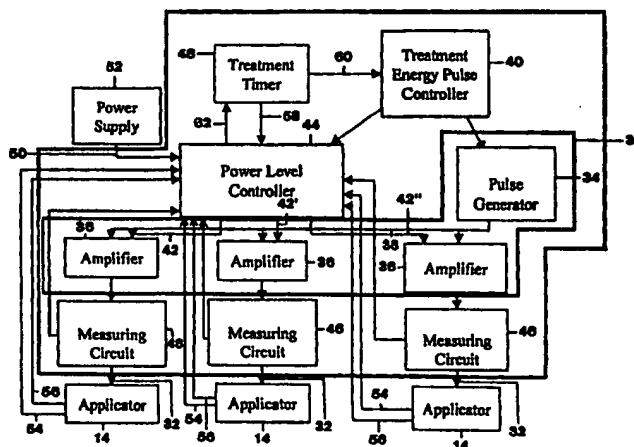 52
Power
Supply
48
Treatment
Timer
60
Treatment
Energy Pulse
Controller
40
62
58
44
50
Power Level
Controller
3
Pulse
Generator
34
36
42
42'
38
42"
Amplifier
Amplifier
36
36
Amplifier
Measuring
Circuit
46
Measuring
Circuit
46
Measuring
Circuit
46
56
54
Applicator
14
32
54
56
Applicator
14
32
54
56
Applicator
14
32